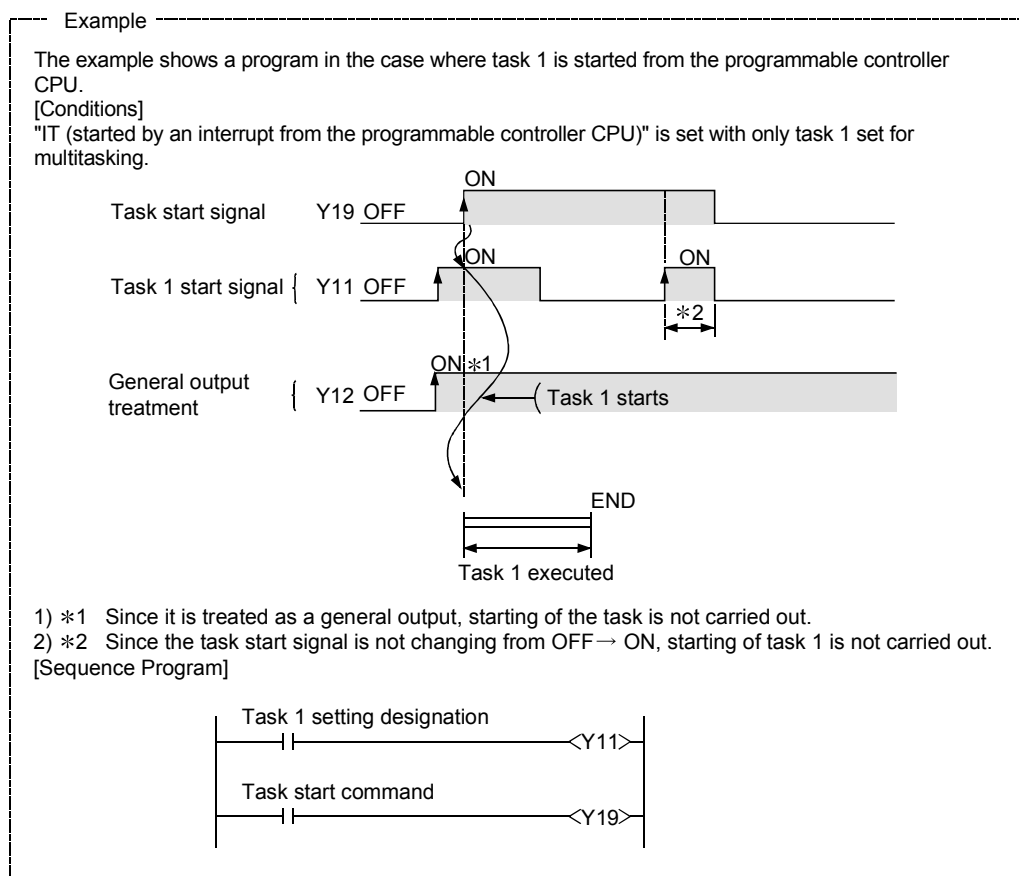 Example
The example shows a program in the case where task 1 is started from the programmable controller
CPU.
[Conditions]
"IT (started by an interrupt from the programmable controller CPU)" is set with only task 1 set for
multitasking.
ON
Task start signal Y19 OFF
ON ON
Task 1 start signal { Y11 OFF
*2
ON *1
General output
treatment { Y12 OFF
Task 1 starts
END
Task 1 executed
1) *1 Since it is treated as a general output, starting of the task is not carried out.
2) *2 Since the task start signal is not changing from OFF→ ON, starting of task 1 is not carried out.
[Sequence Program]
Task 1 setting designation
<Y11>
Task start command
<Y19>